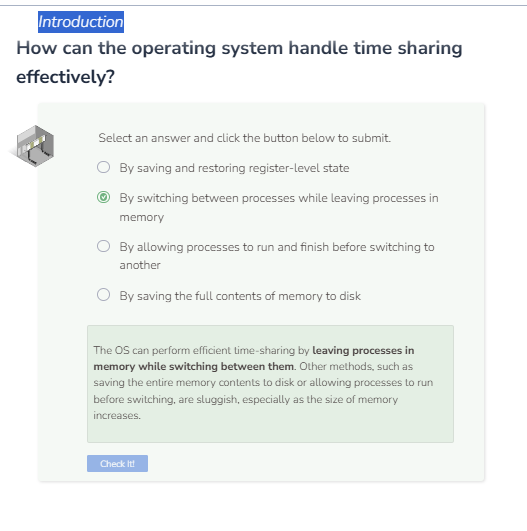 Introduction
How can the operating system handle time sharing
effectively?
Select an answer and click the button below to submit.
By saving and restoring register-level state
By switching between processes while leaving processes in
memory
By allowing processes to run and finish before switching to
another
By saving the full contents of memory to disk
The OS can perform efficient time-sharing by leaving processes in
memory while switching between them. Other methods, such as
saving the entire memory contents to disk or allowing processes to run
before switching, are sluggish, especially as the size of memory
increases.
Check It!